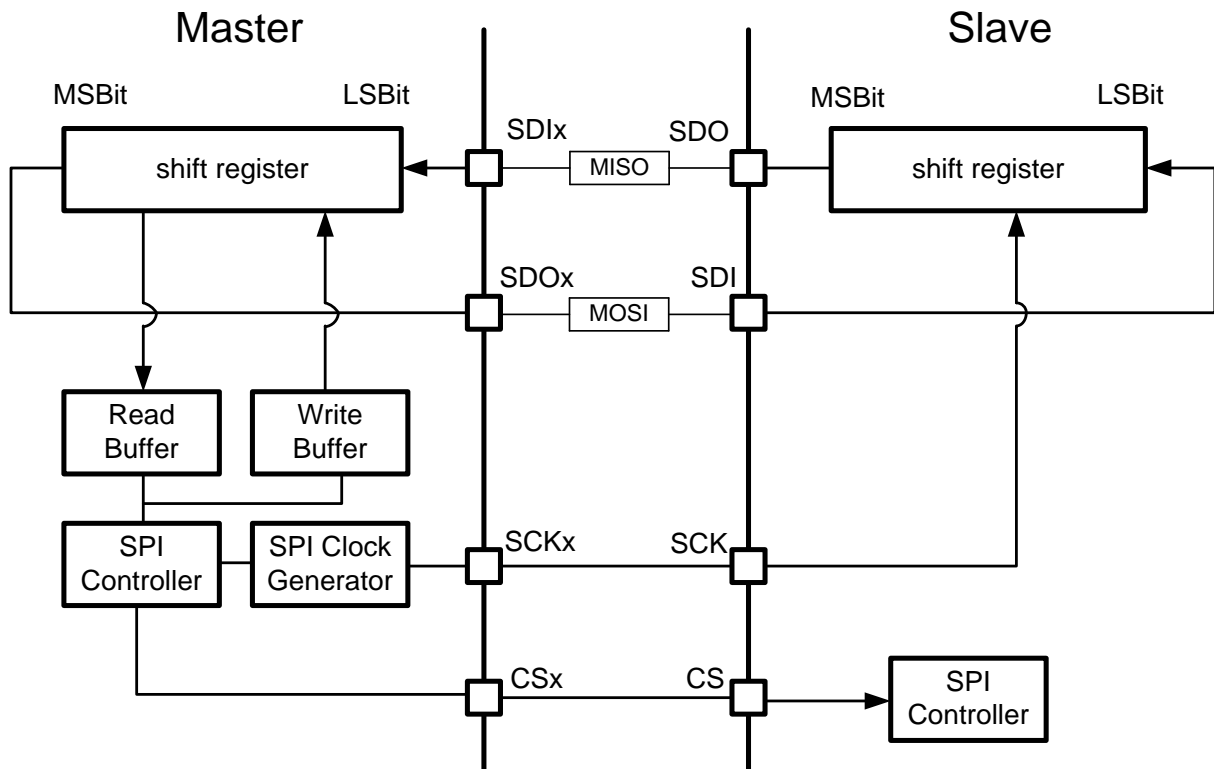 Master
Slave
MSBit
LSBit
MSBit
LSBit
SDIx
SDO
shift register
MISO
shift register
SDOx
SDI
MOSI
Read
Buffer
Write
Buffer
SPI
Controller
SPI Clock
Generator
SCKx
SCK
CSx
CS
SPI
Controller